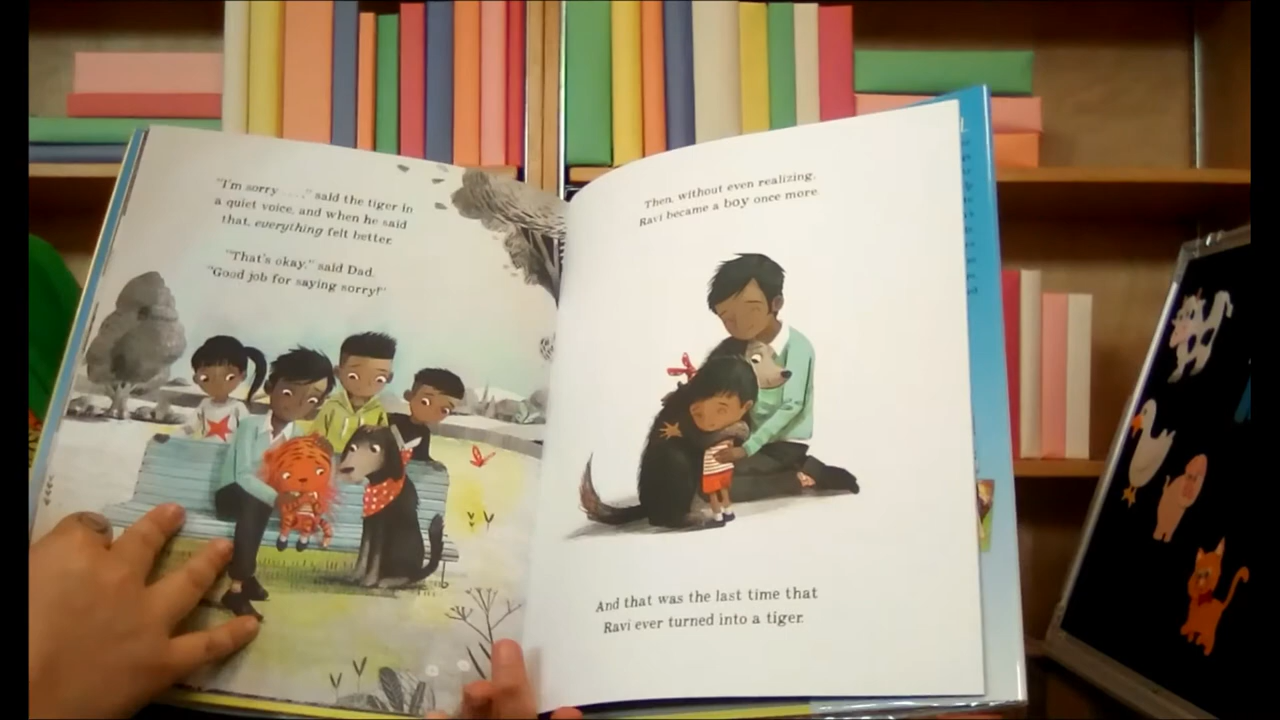 "I'm sorry . . . ." said the tiger in
a quiet voice, and when he said
that, everything felt better.
"That's okay," said Dad.
"Good job for saying sorry!"
Then, without even realizing,
Ravi became a boy once more.
And that was the last time that
Ravi ever turned into a tiger.